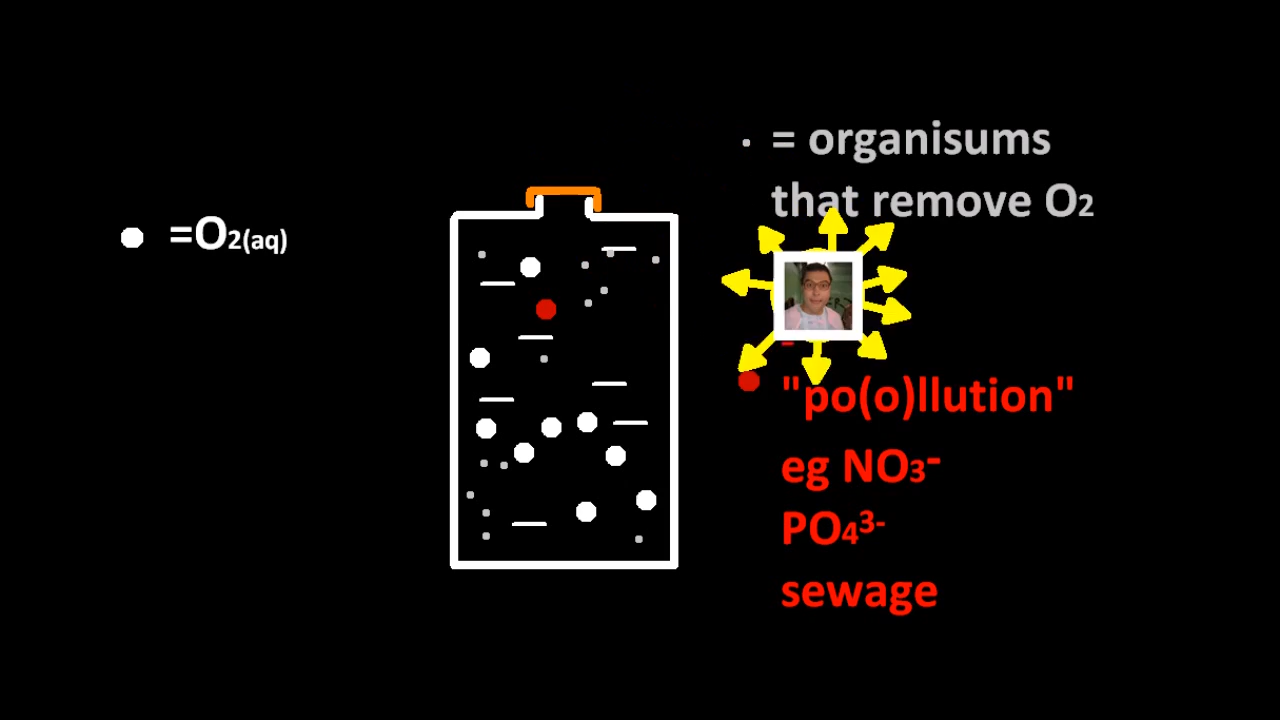 = organisums
that remove O₂
=O₂(aq)
"po(o)llution"
eg NO₃⁻
PO₄³⁻
sewage